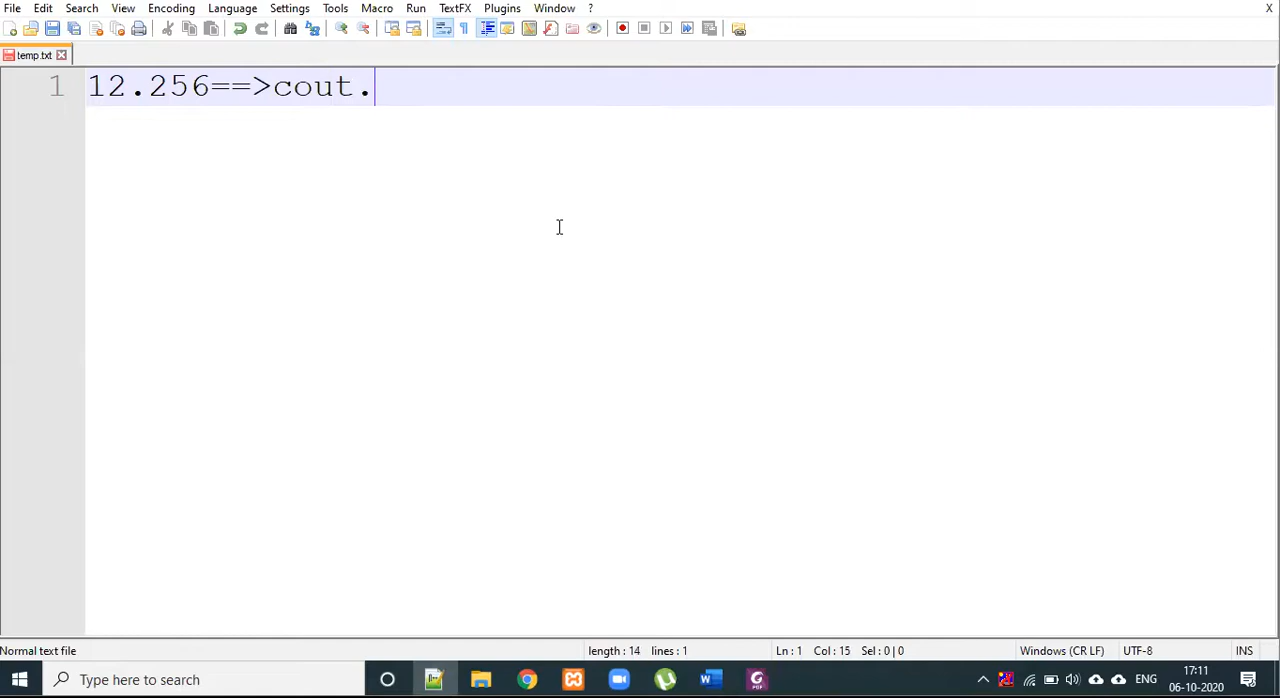 File Edit Search View Encoding Language Settings Tools Macro Run TextFX Plugins Window ? X
temp.txt
1 12.256==>cout.
Normal text file length : 14 lines : 1 Ln : 1 Col : 15 Sel : 0 | 0 Windows (CR LF) UTF-8 INS
Type here to search ENG 17:11
06-10-2020